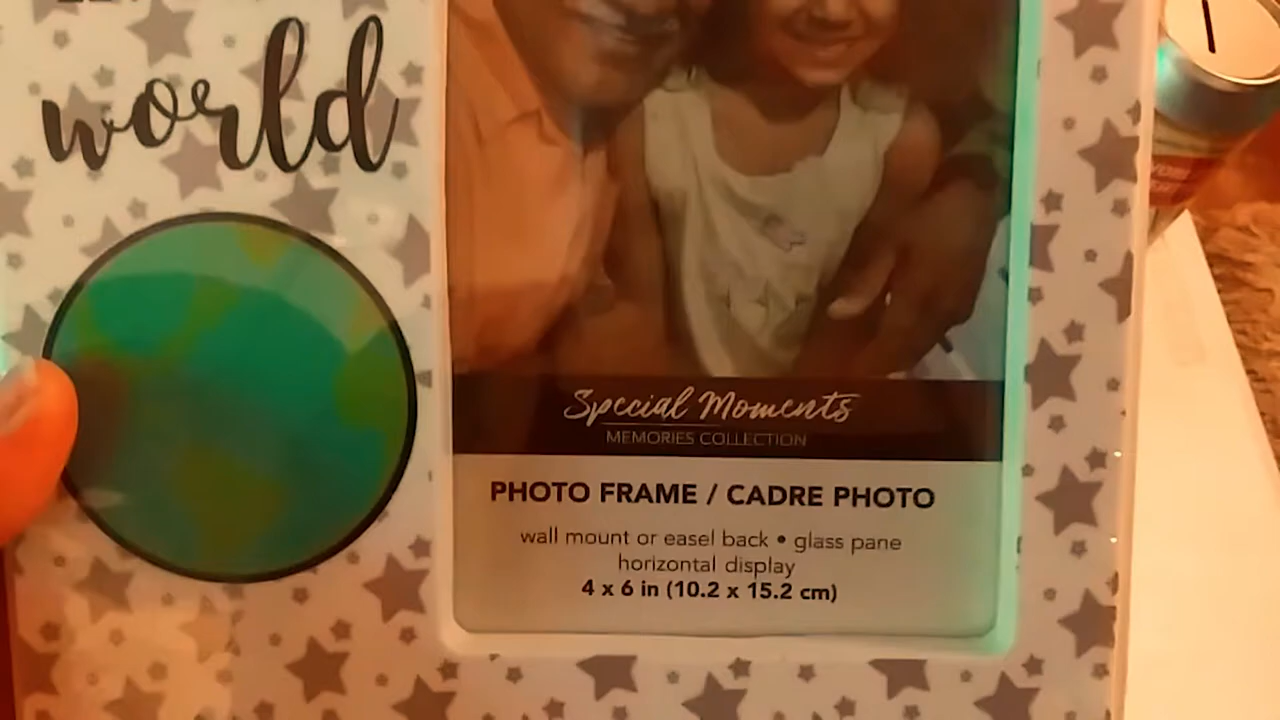 world
Special Moments
MEMORIES COLLECTION
PHOTO FRAME / CADRE PHOTO
wall mount or easel back • glass pane
horizontal display
4 x 6 in (10.2 x 15.2 cm)